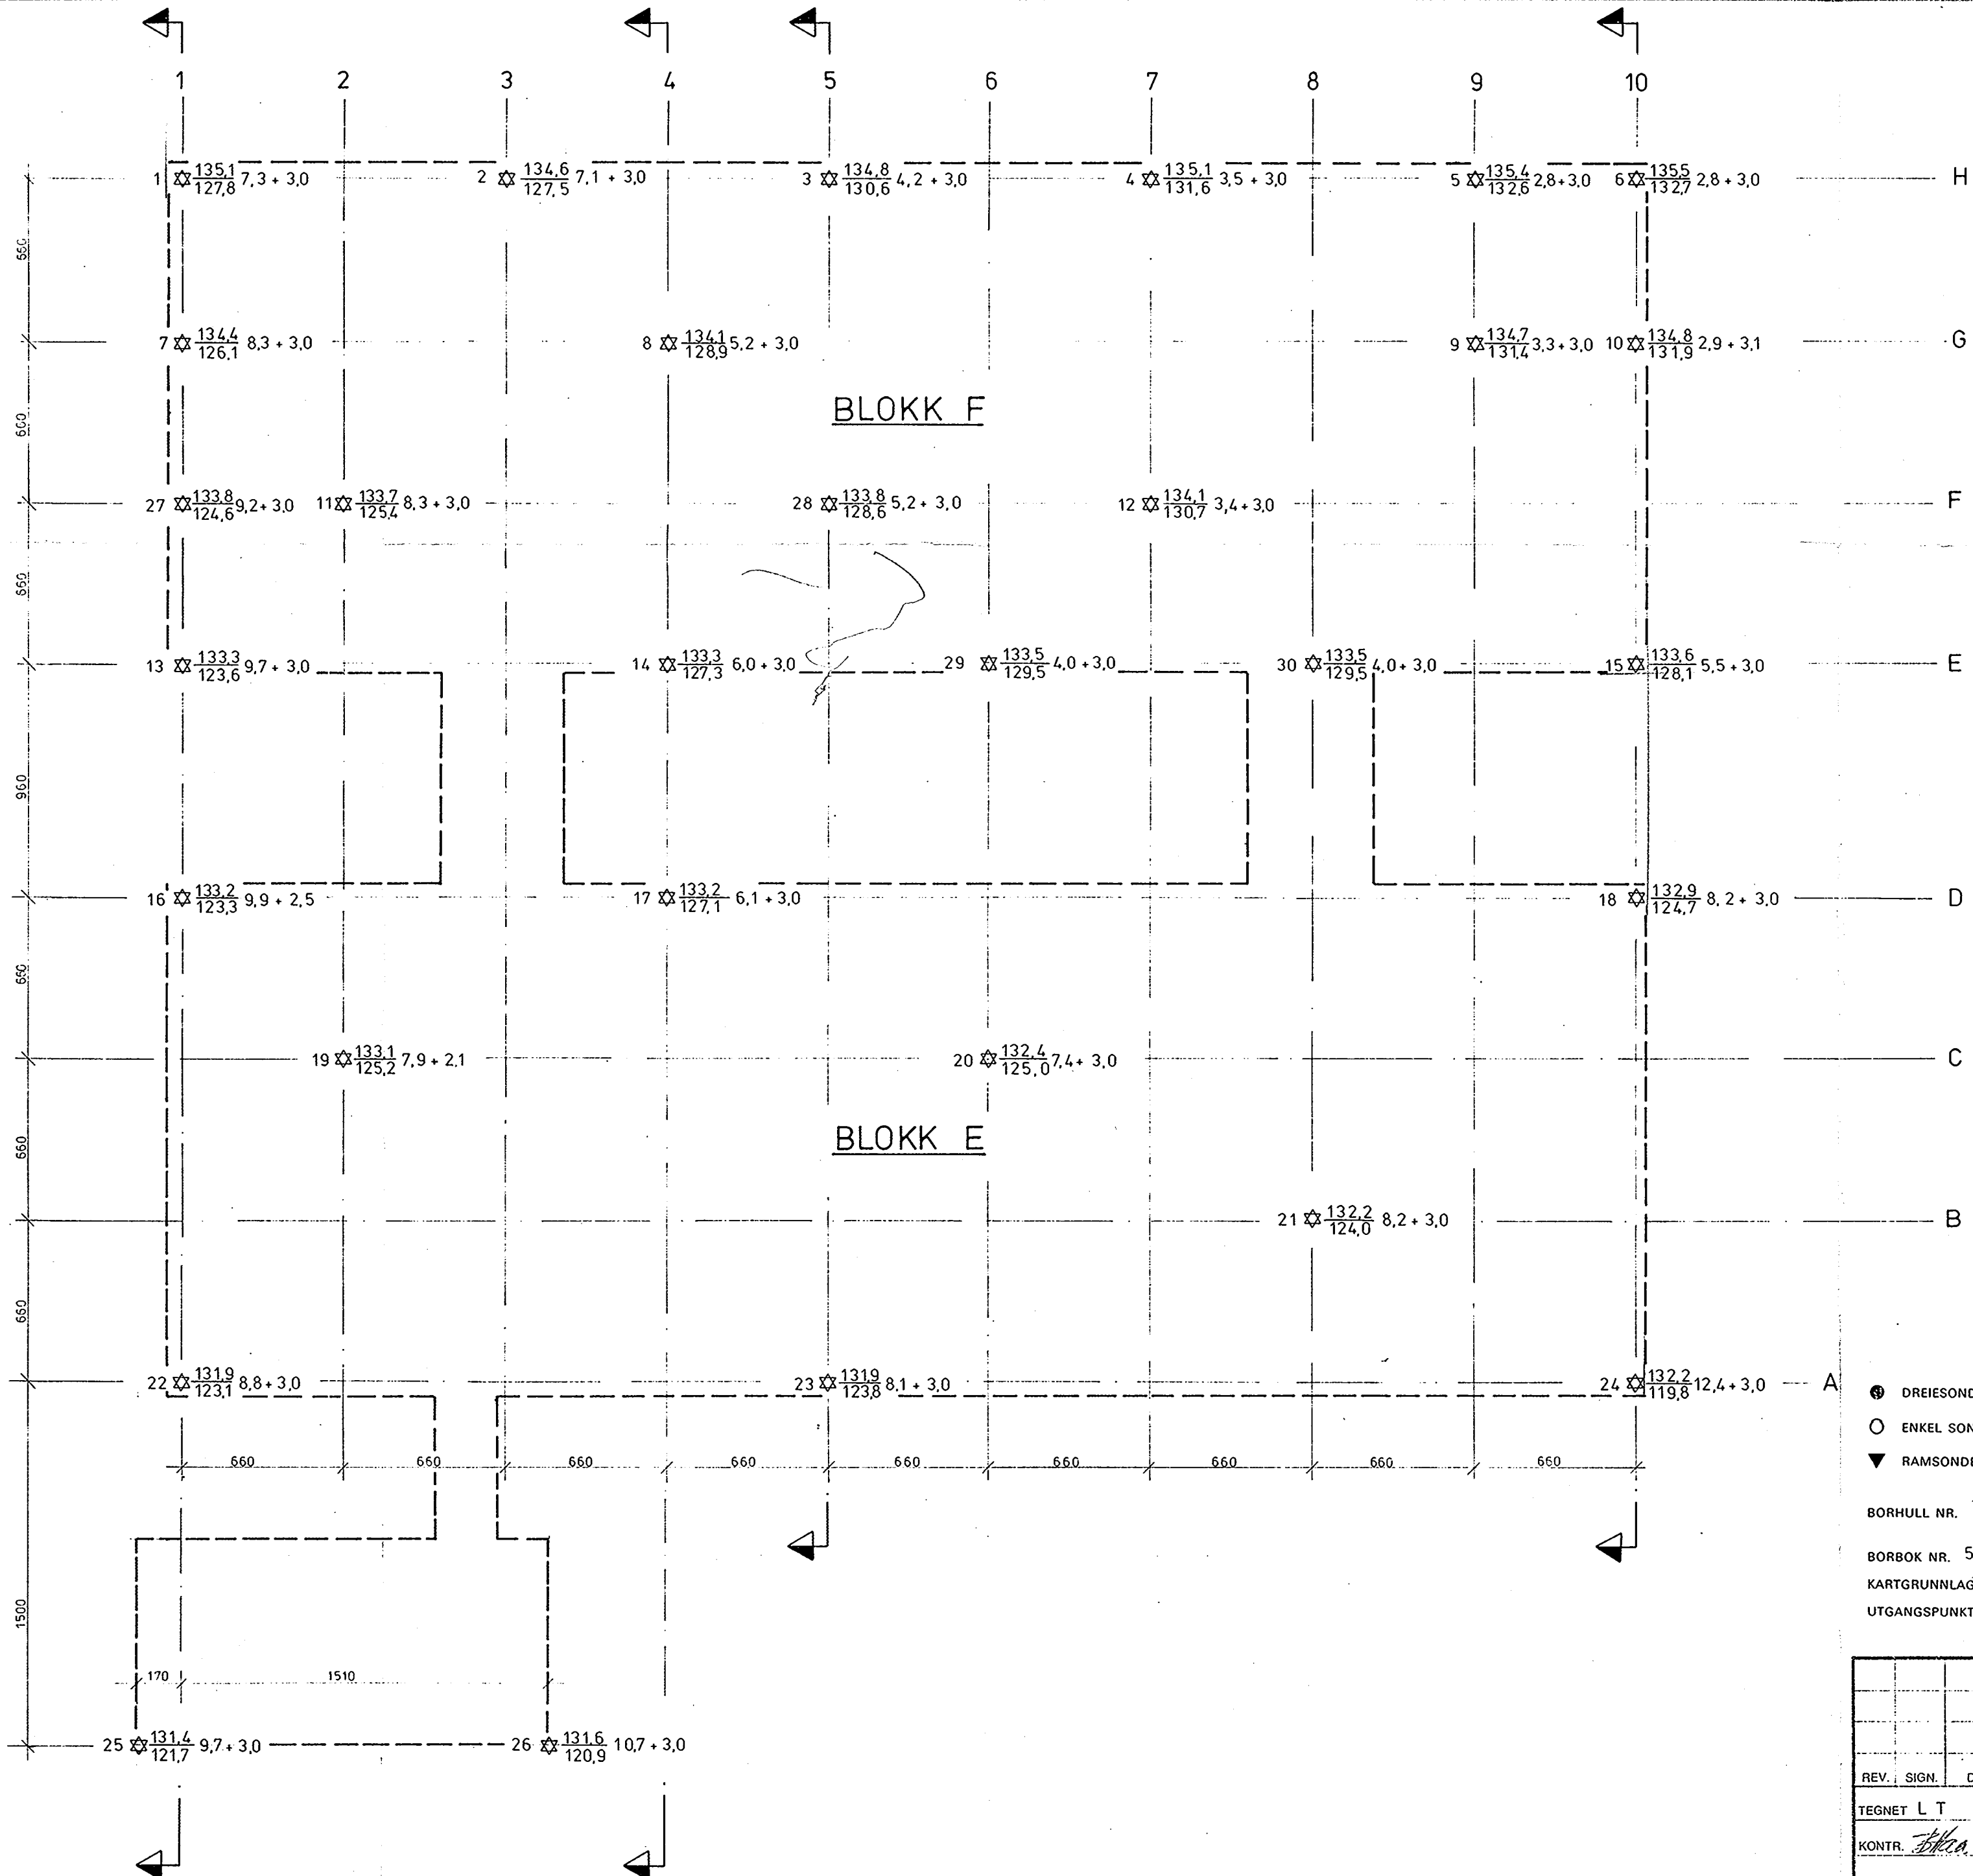 1 2 3 4 5 6 7 8 9 10
1 135,1 127,8 7,3 + 3,0
2 134,6 127,5 7,1 + 3,0
3 134,8 130,6 4,2 + 3,0
4 135,1 131,6 3,5 + 3,0
5 135,4 132,6 2,8+3,0
6 135,5 132,7 2,8 + 3,0
H
7 134,4 126,1 8,3 + 3,0
8 134,1 128,9 5,2 + 3,0
9 134,7 131,4 3,3 + 3,0
10 134,8 131,9 2,9 + 3,1
G
600
BLOKK F
27 133,8 124,6 9,2+ 3,0
11 133,7 125,4 8,3 + 3,0
28 133,8 128,6 5,2 + 3,0
12 134,1 130,7 3,4+3,0
F
13 133,3 123,6 9,7 + 3,0
14 133,3 127,3 6,0 + 3,0
29 133,5 129,5 4,0 + 3,0
30 133,5 129,5 4,0 + 3,0
15 133,6 128,1 5,5 + 3,0
E
960
16 133,2 123,3 9,9 + 2,5
17 133,2 127,1 6,1 + 3,0
18 132,9 124,7 8,2 + 3,0
D
660
19 133,1 125,2 7,9 + 2.1
20 132,4 125,0 7,4+ 3,0
C
660
BLOKK E
21 132,2 124,0 8,2 + 3,0
B
660
22 131,9 123,1 8,8 + 3,0
23 131,9 123,8 8,1 + 3,0
24 132,2 119,8 12,4 + 3,0
A
660 660 660 660 660 660 660 660 660
1500
170 1510
25 131,4 121,7 9,7 + 3,0
26 131,6 120,9 10,7 + 3,0
DREIESOND
ENKEL SON
RAMSONDE
BORHULL NR.
BORBOK NR. 5
KARTGRUNNLAG
UTGANGSPUNKT
REV. SIGN. D
TEGNET L T
KONTR.